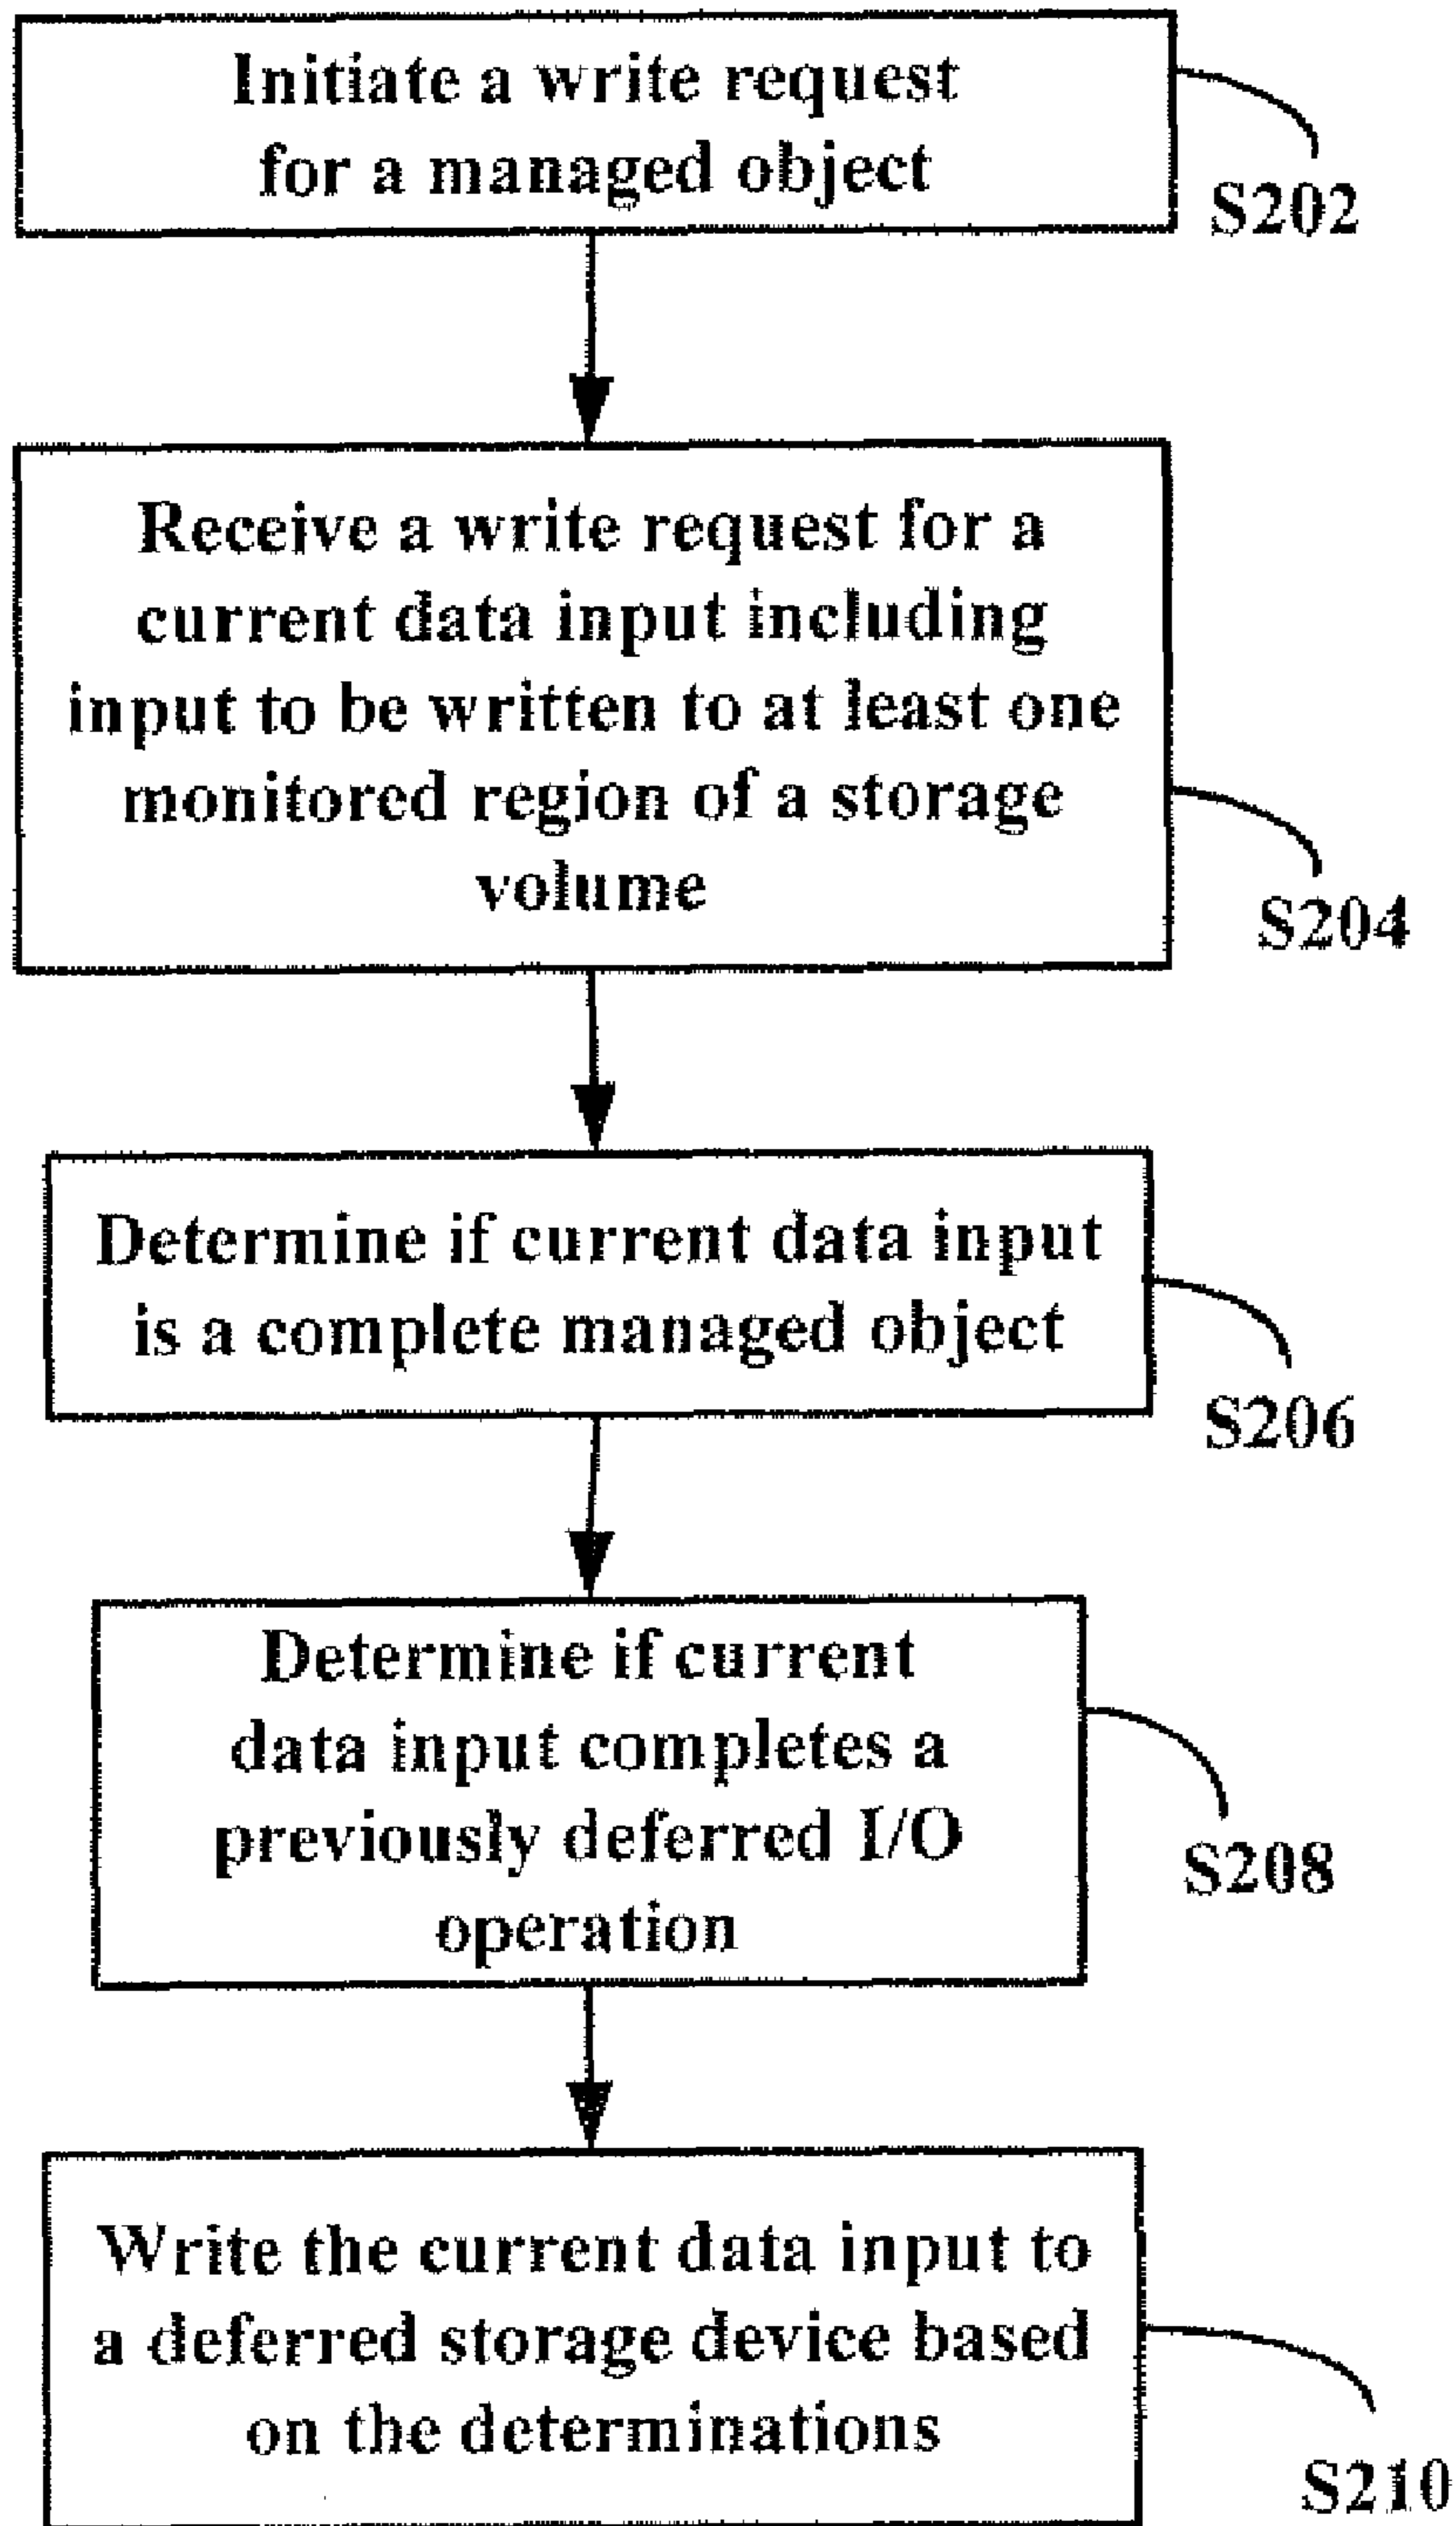 Initiate a write request
for a managed object
S202
Receive a write request for a
current data input including
input to be written to at least one
monitored region of a storage
volume
S204
Determine if current data input
is a complete managed object
S206
Determine if current
data input completes a
previously deferred I/O
operation
S208
Write the current data input to
a deferred storage device based
on the determinations
S210